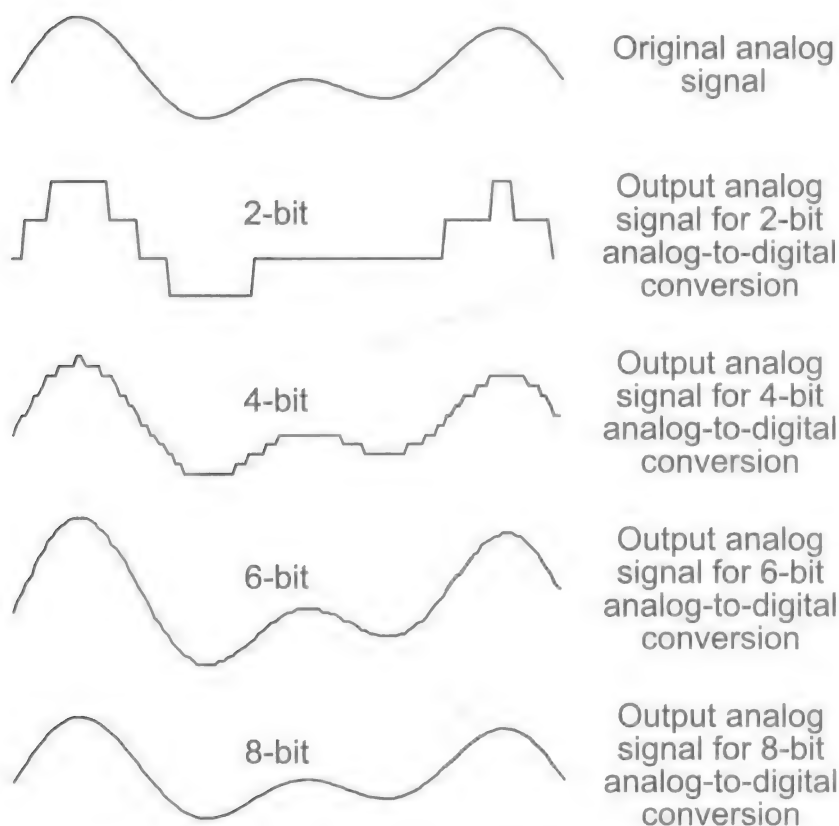 Original analog
signal
2-bit
Output analog
signal for 2-bit
analog-to-digital
conversion
4-bit
Output analog
signal for 4-bit
analog-to-digital
conversion
6-bit
Output analog
signal for 6-bit
analog-to-digital
conversion
8-bit
Output analog
signal for 8-bit
analog-to-digital
conversion